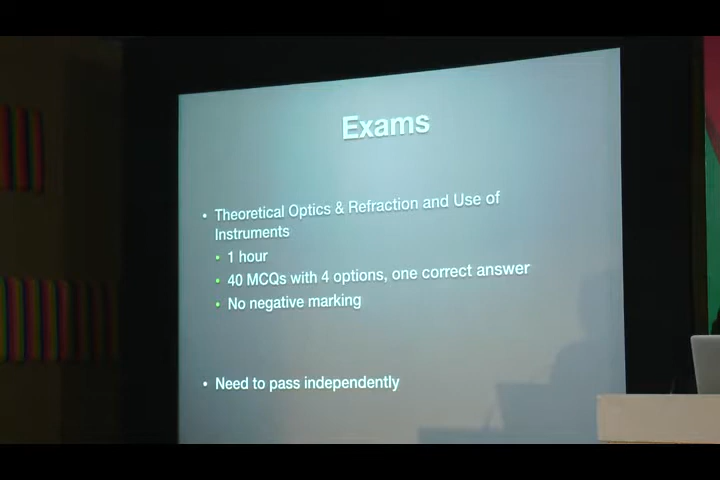 Exams
• Theoretical Optics & Refraction and Use of
Instruments
• 1 hour
• 40 MCQs with 4 options, one correct answer
• No negative marking
• Need to pass independently